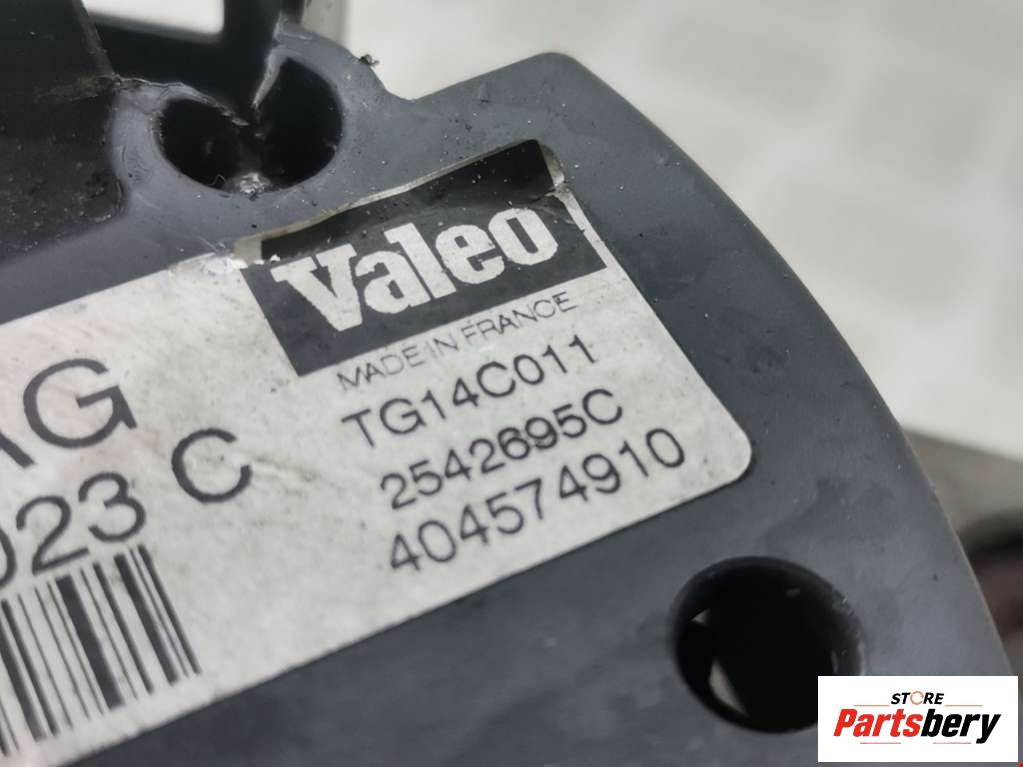 Valeo
MADE IN FRANCE
TG14C011
2542695C
404574910
AG
023 C
STORE
Partsbery